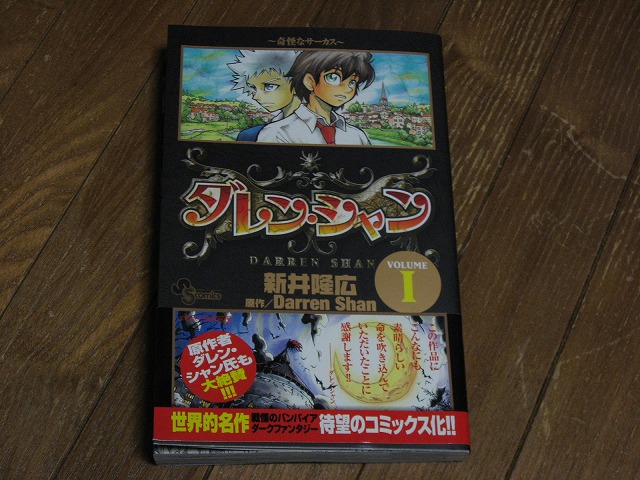 ～奇怪なサーカス～
ダレン・シャン
DARREN SHAN
VOLUME
I
新井隆広
原作/Darren Shan
SS comics
この作品に
こんなにも
素晴らしい
命を吹き込んで
いただいたことに
感謝します!!
原作者
ダレン・
シャン氏も
大絶賛
!!!
世界的名作
戦慄のバンパイア
ダークファンタジー
待望のコミックス化!!